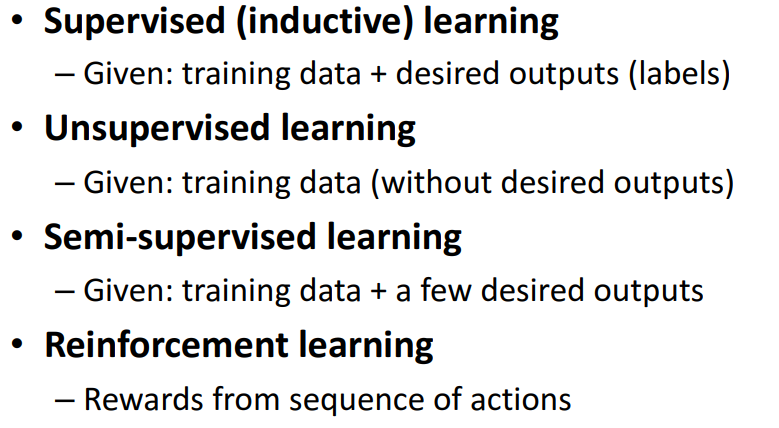 • Supervised (inductive) learning
– Given: training data + desired outputs (labels)
• Unsupervised learning
– Given: training data (without desired outputs)
• Semi-supervised learning
– Given: training data + a few desired outputs
• Reinforcement learning
– Rewards from sequence of actions